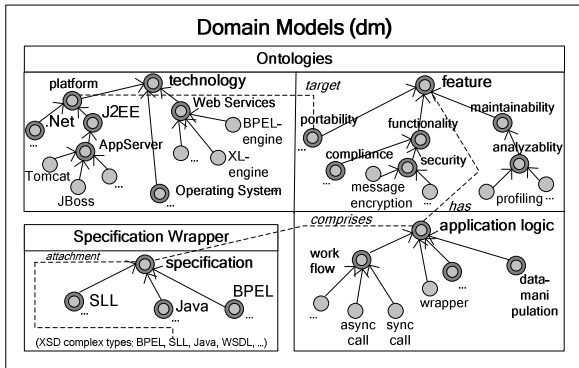 Domain Models (dm)
Ontologies
technology
platform
Net
...
J2EE
AppServer
Tomcat
JBoss
...
Web Services
BPEL-
engine
XL-
engine
...
Operating System
...
target
feature
portability
...
functionality
compliance
...
security
message
encryption
...
maintainability
analyzablity
profiling
...
has
comprises
Specification Wrapper
attachment
specification
SLL
...
Java
...
BPEL
...
(XSD complex types; BPEL, SLL, Java, WSDL, ...)
application logic
work
flow
...
async
call
sync
call
wrapper
...
data-
mani
pulation
...